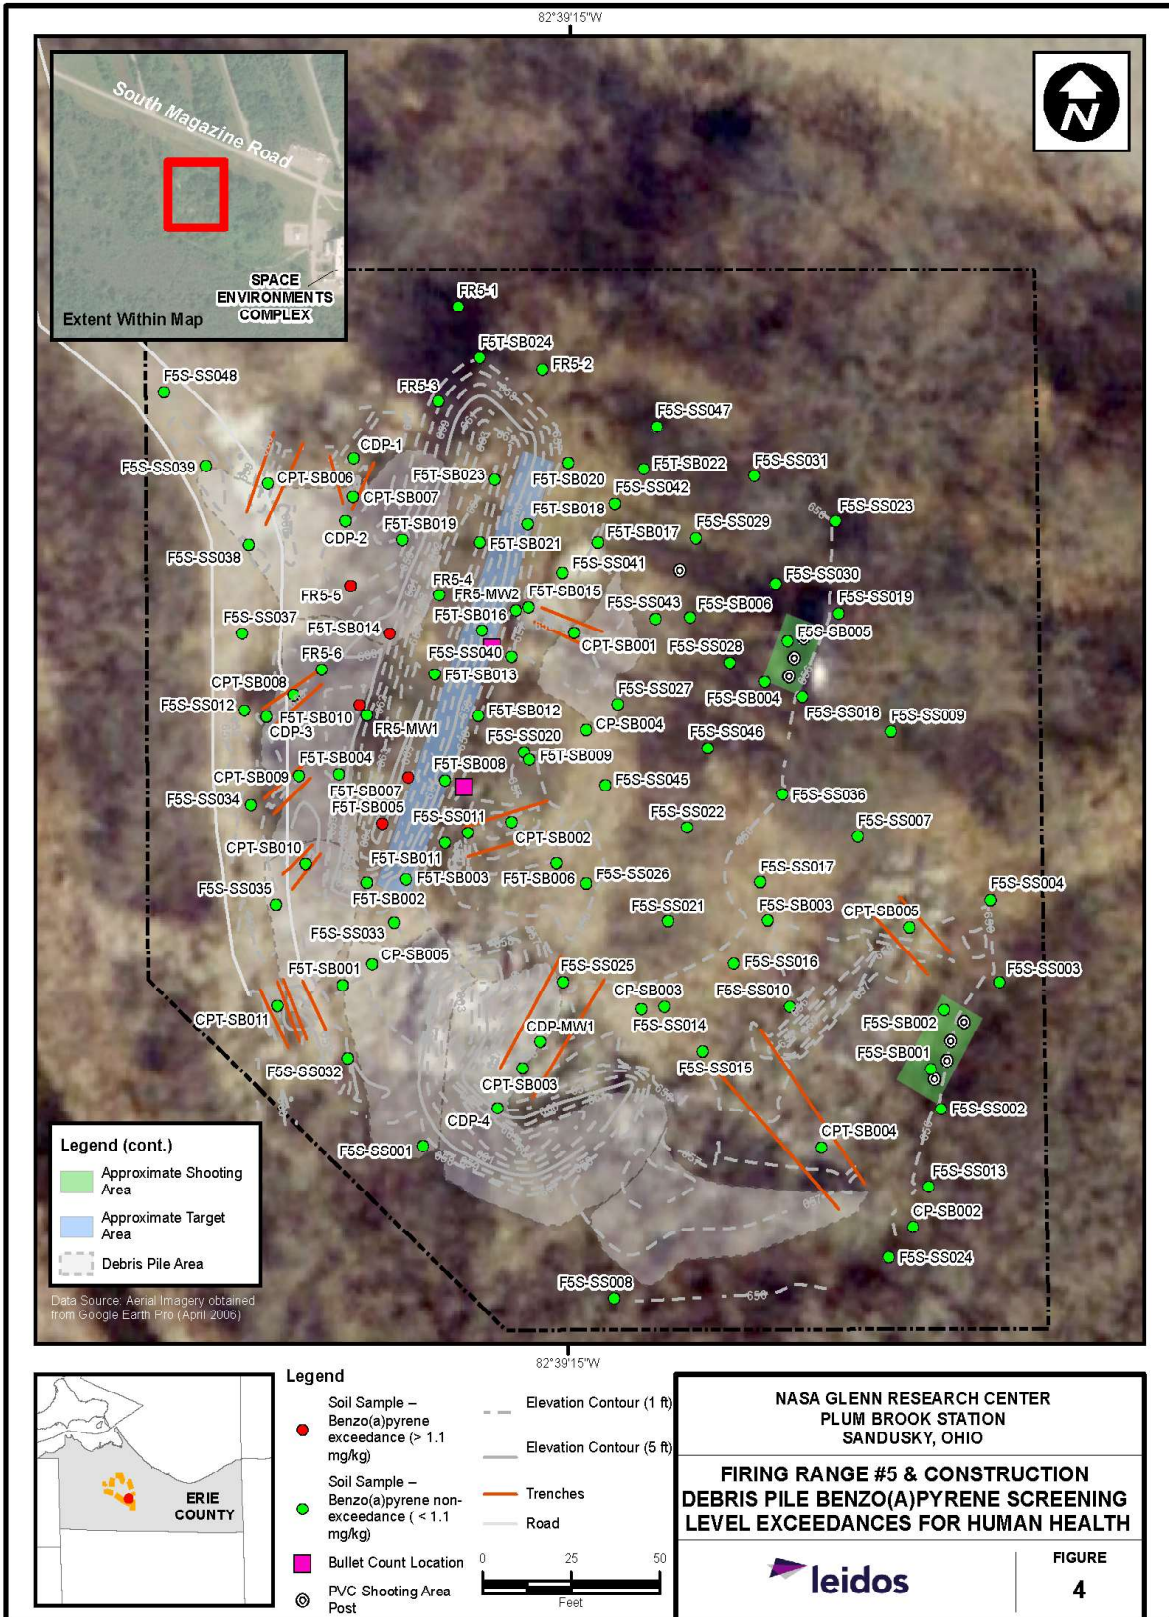 82°39'15"W
South Magazine Road
SPACE
ENVIRONMENTS
COMPLEX
Extent Within Map
N
FR5-1
F5T-SB024
FR5-2
F5S-SS048
FR5-3
F5S-SS047
CDP-1
F5S-SS039
CPT-SB006
F5T-SB023
F5T-SB020
F5T-SB022
F5S-SS031
CPT-SB007
F5S-SS042
F5T-SB018
F5S-SS023
CDP-2
F5T-SB019
F5T-SB017
F5S-SS029
F5T-SB021
F5S-SS038
F5S-SS041
FR5-4
FR5-5
FR5-MW2
F5T-SB015
F5S-SS030
F5S-SS037
F5T-SB014
F5T-SB016
F5S-SS043
F5S-SB006
F5S-SS019
CPT-SB001
F5S-SB005
F5S-SS040
F5S-SS028
FR5-6
F5T-SB013
CPT-SB008
F5S-SS027
F5S-SB004
F5S-SS012
F5T-SB010
F5T-SB012
F5S-SS018
CDP-3
FR5-MW1
CP-SB004
F5S-SS009
F5S-SS020
F5S-SS046
F5T-SB004
F5T-SB009
CPT-SB009
F5T-SB008
F5T-SB007
F5S-SS045
F5S-SS034
F5T-SB005
F5S-SS036
F5S-SS011
F5S-SS022
F5S-SS007
CPT-SB002
CPT-SB010
F5T-SB011
F5S-SS017
F5T-SB003
F5T-SB006
F5S-SS026
F5S-SS004
F5S-SS035
F5T-SB002
F5S-SS021
F5S-SB003
CPT-SB005
F5S-SS033
CP-SB005
F5T-SB001
F5S-SS016
F5S-SS025
F5S-SS003
CPT-SB011
CP-SB003
F5S-SS010
F5S-SS014
F5S-SB002
CDP-MW1
F5S-SS032
F5S-SB001
F5S-SS015
CPT-SB003
CDP-4
F5S-SS002
F5S-SS001
CPT-SB004
F5S-SS013
CP-SB002
F5S-SS024
F5S-SS008
656
656
Legend (cont.)
Approximate Shooting
Area
Approximate Target
Area
Debris Pile Area
Data Source: Aerial Imagery obtained
from Google Earth Pro (April 2006)
82°39'15"W
ERIE
COUNTY
Legend
Soil Sample –
Benzo(a)pyrene
exceedance (> 1.1
mg/kg)
Soil Sample –
Benzo(a)pyrene non-
exceedance ( < 1.1
mg/kg)
Bullet Count Location
PVC Shooting Area
Post
Elevation Contour (1 ft)
Elevation Contour (5 ft)
Trenches
Road
0 25 50
Feet
NASA GLENN RESEARCH CENTER
PLUM BROOK STATION
SANDUSKY, OHIO
FIRING RANGE #5 & CONSTRUCTION
DEBRIS PILE BENZO(A)PYRENE SCREENING
LEVEL EXCEEDANCES FOR HUMAN HEALTH
leidos
FIGURE
4